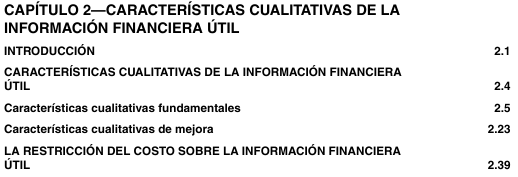 CAPÍTULO 2—CARACTERÍSTICAS CUALITATIVAS DE LA
INFORMACIÓN FINANCIERA ÚTIL
INTRODUCCIÓN 2.1
CARACTERÍSTICAS CUALITATIVAS DE LA INFORMACIÓN FINANCIERA
ÚTIL 2.4
Características cualitativas fundamentales 2.5
Características cualitativas de mejora 2.23
LA RESTRICCIÓN DEL COSTO SOBRE LA INFORMACIÓN FINANCIERA
ÚTIL 2.39